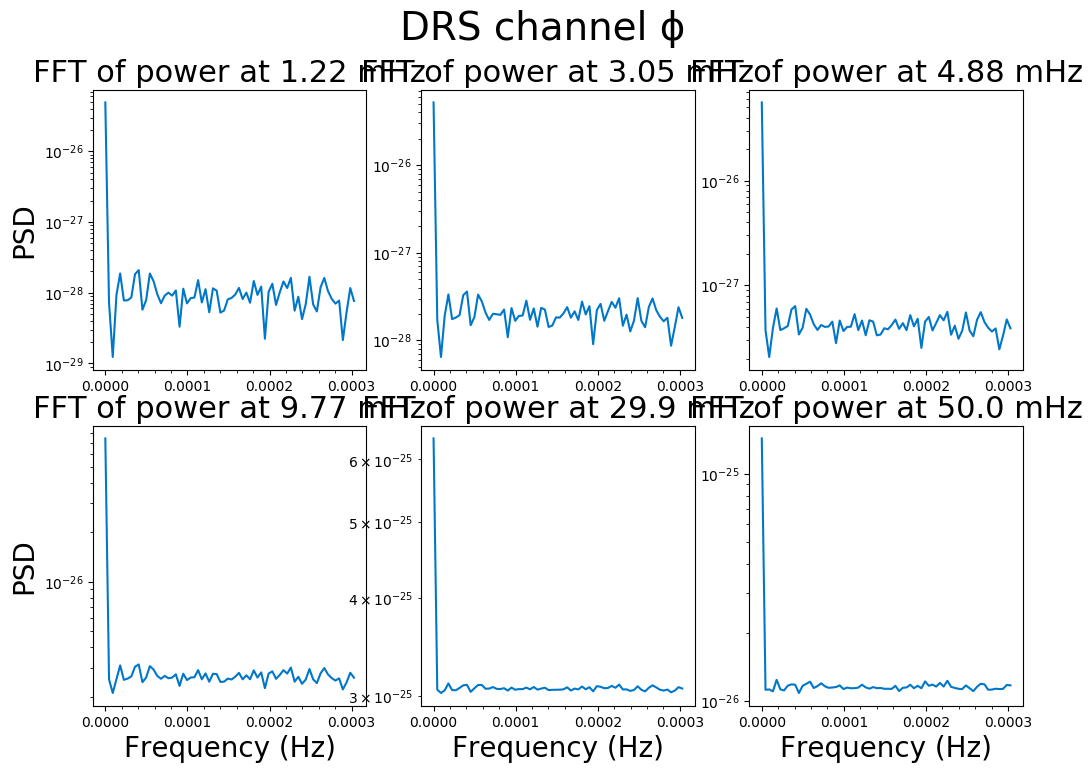 DRS channel ϕ
FFT of power at 1.22 mHz
FFT of power at 3.05 mHz
FFT of power at 4.88 mHz
PSD
10⁻²⁶
10⁻²⁷
10⁻²⁸
10⁻²⁹
0.0000 0.0001 0.0002 0.0003
10⁻²⁶
10⁻²⁷
10⁻²⁸
0.0000 0.0001 0.0002 0.0003
10⁻²⁶
10⁻²⁷
0.0000 0.0001 0.0002 0.0003
FFT of power at 9.77 mHz
FFT of power at 29.9 mHz
FFT of power at 50.0 mHz
PSD
10⁻²⁶
0.0000 0.0001 0.0002 0.0003
Frequency (Hz)
6 × 10⁻²⁵
5 × 10⁻²⁵
4 × 10⁻²⁵
3 × 10⁻²⁵
0.0000 0.0001 0.0002 0.0003
Frequency (Hz)
10⁻²⁵
10⁻²⁶
0.0000 0.0001 0.0002 0.0003
Frequency (Hz)